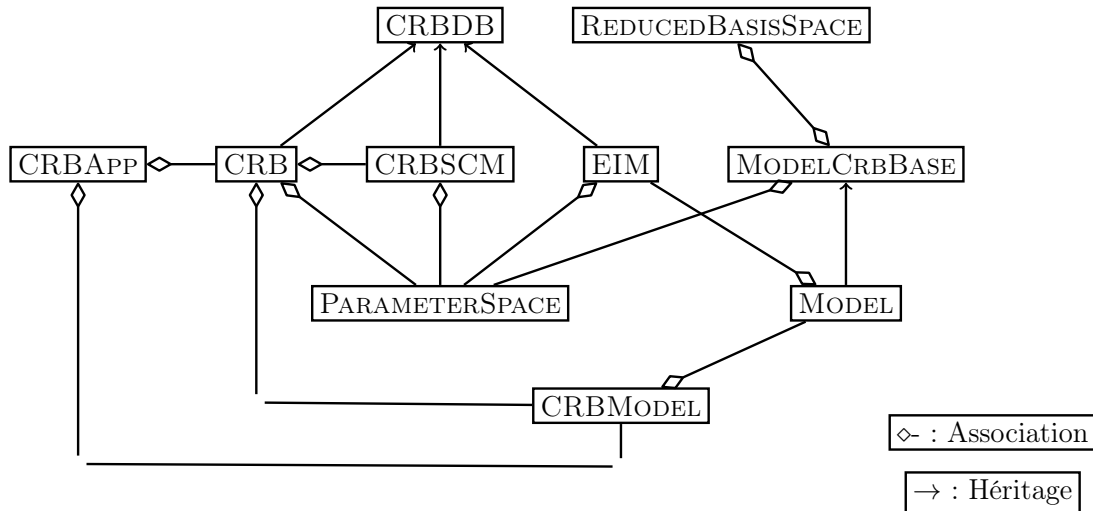 CRBDB
ReducedBasisSpace
CRBApp
CRB
CRBSCM
EIM
ModelCrbBase
ParameterSpace
Model
CRBModel
◇- : Association
→ : Héritage